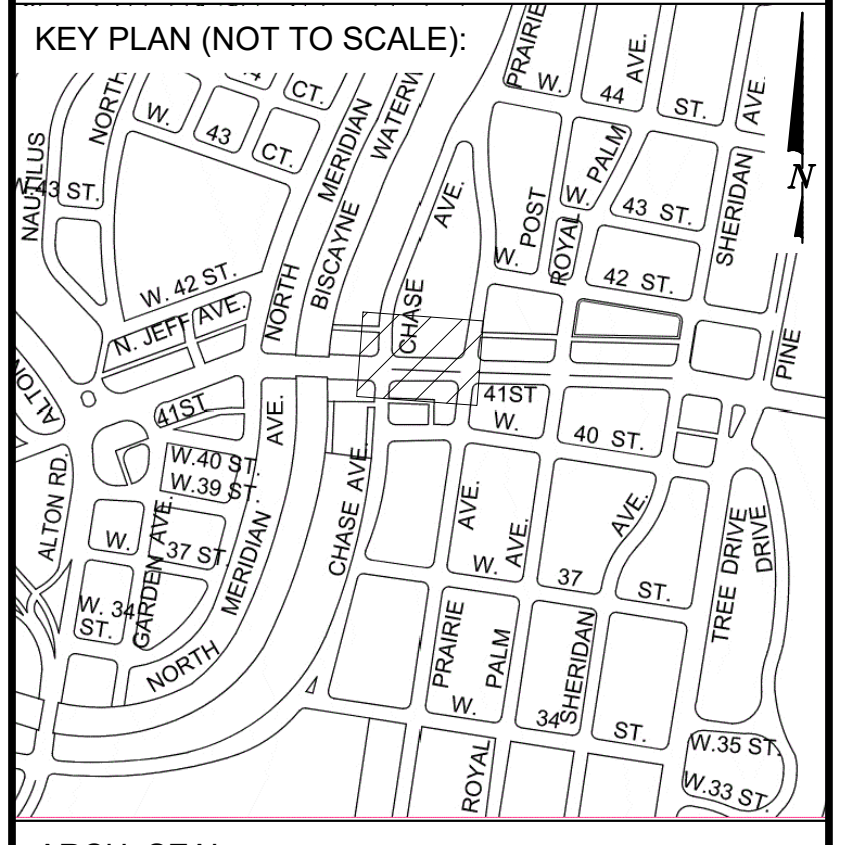 KEY PLAN (NOT TO SCALE):
PRAIRIE
W. 44 ST.
AVE.
AVE.
N
NORTH
W. 43 CT.
CT.
MERIDIAN
WATERW
NAUTILUS
W.43 ST.
PALM
W. 43 ST.
SHERIDAN
AVE.
POST
ROYAL
W. 42 ST.
W. 42 ST.
BISCAYNE
NORTH
CHASE
N. JEFF AVE.
PINE
ALTON
41ST
41ST
W. 40 ST.
AVE.
W.40 ST.
W.39 ST.
ALTON RD.
CHASE AVE.
AVE.
AVE.
AVE.
W. 37 ST.
GARDEN AVE.
MERIDIAN
W. 37 ST.
TREE DRIVE
DRIVE
W. 34
ST.
NORTH
PRAIRIE
PALM
SHERIDAN
W. 34 ST.
ROYAL
W.35 ST.
W.33 ST.